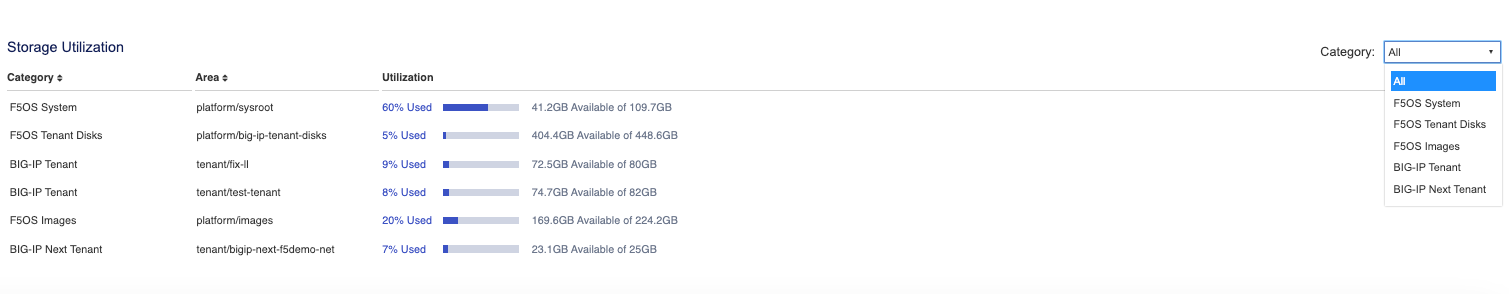 Storage Utilization
Category: All
Category Area Utilization
All
F5OS System platform/sysroot 60% Used 41.2GB Available of 109.7GB
F5OS System
F5OS Tenant Disks platform/big-ip-tenant-disks 5% Used 404.4GB Available of 448.6GB
F5OS Tenant Disks
F5OS Images
BIG-IP Tenant tenant/fix-ll 9% Used 72.5GB Available of 80GB
BIG-IP Tenant
BIG-IP Tenant tenant/test-tenant 8% Used 74.7GB Available of 82GB
BIG-IP Next Tenant
F5OS Images platform/images 20% Used 169.6GB Available of 224.2GB
BIG-IP Next Tenant tenant/bigip-next-f5demo-net 7% Used 23.1GB Available of 25GB